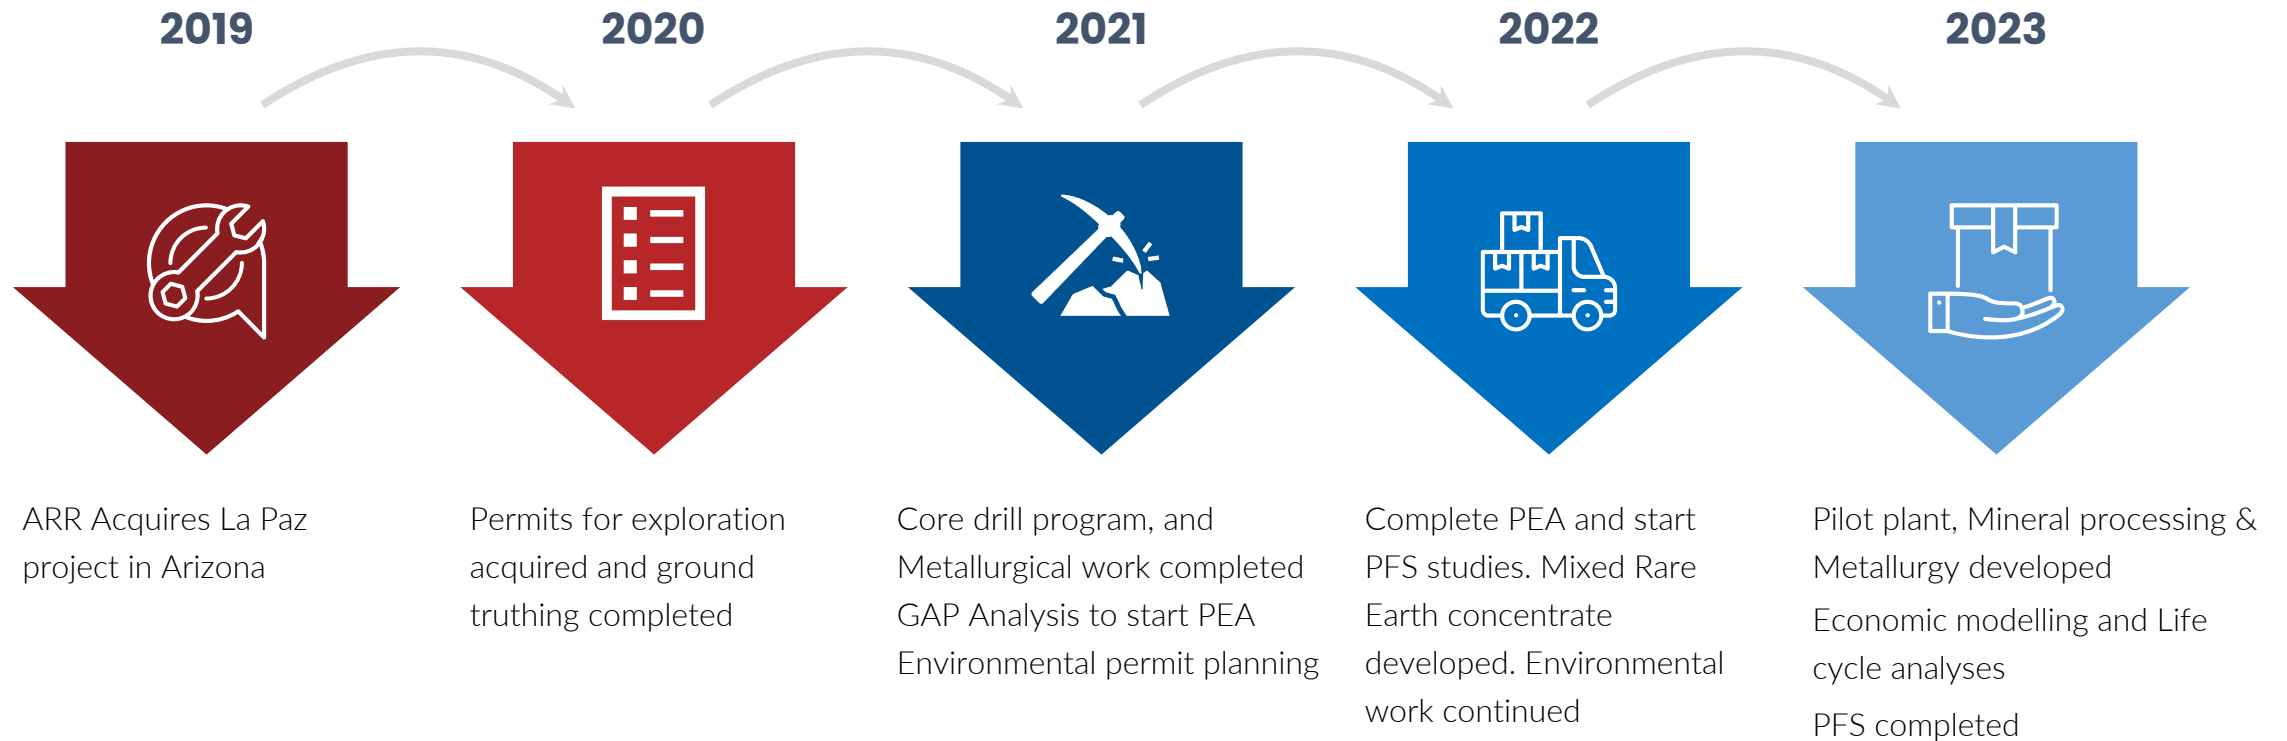 2019
2020
2021
2022
2023
ARR Acquires La Paz
project in Arizona
Permits for exploration
acquired and ground
truthing completed
Core drill program, and
Metallurgical work completed
GAP Analysis to start PEA
Environmental permit planning
Complete PEA and start
PFS studies. Mixed Rare
Earth concentrate
developed. Environmental
work continued
Pilot plant, Mineral processing &
Metallurgy developed
Economic modelling and Life
cycle analyses
PFS completed